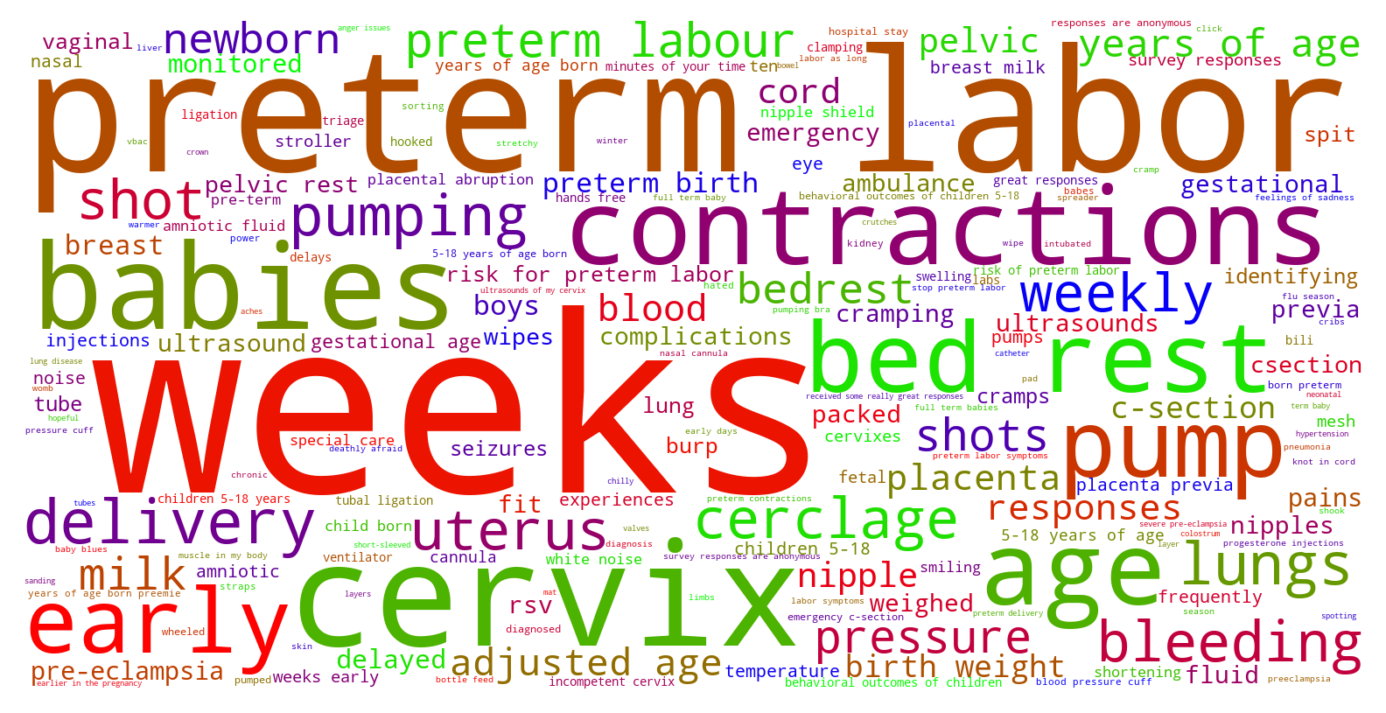 anger issues
responses are anonymous
click
hospital stay
vaginal
liver
newborn
preterm labour
clamping
pelvic
years of age
labor as long
nasal
monitored
years of age born
minutes of your time
ten
bowel
breast milk
survey responses
preterm labor
cord
sorting
ligation
triage
nipple shield
placental
emergency
spit
vbac
stroller
hooked
stretchy
winter
crown
eye
cramp
shot
pelvic rest
placental abruption
preterm birth
ambulance
great responses
gestational
pre-term
hands free
full term baby
behavioral outcomes of children 5-18
babes
spreader
feelings of sadness
pumping
contractions
amniotic fluid
warmer
power
crutches
breast
delays
5-18 years of age born
kidney
wipe
intubated
babies
risk for preterm labor
hated
swelling
risk of preterm labor
labs
identifying
ultrasounds of my cervix
bedrest
stop preterm labor
weekly
flu season
boys
blood
pumping bra
cramping
previa
aches
ultrasounds
cribs
injections
ultrasound
gestational age
wipes
complications
pumps
bed rest
bili
lung disease
nasal cannula
catheter
csection
noise
weeks
womb
pad
born preterm
neonatal
hopeful
tube
lung
received some really great responses
cramps
term baby
packed
full term babies
c-section
mesh
pressure cuff
early days
special care
deathly afraid
seizures
burp
cervixes
shots
pump
hypertension
pneumonia
preterm labor symptoms
knot in cord
chronic
chilly
fetal
placenta
placenta previa
tubes
children 5-18 years
tubal ligation
fit
experiences
preterm contractions
responses
pains
shook
delivery
uterus
cerclage
baby blues
child born
valves
severe pre-eclampsia
colostrum
nipples
5-18 years of age
progesterone injections
short-sleeved
diagnosis
children 5-18
layer
muscle in my body
ventilator
cannula
white noise
survey responses are anonymous
age
lungs
milk
amniotic
cervix
nipple
smiling
sanding
straps
mat
years of age born preemie
layers
limbs
labor symptoms
weighed
frequently
early
rsv
preterm delivery
season
emergency c-section
spotting
wheeled
diagnosed
pressure
bleeding
skin
pre-eclampsia
delayed
adjusted age
temperature
birth weight
shortening
fluid
pumped
weeks early
bottle feed
incompetent cervix
behavioral outcomes of children
blood pressure cuff
preeclampsia
earlier in the pregnancy